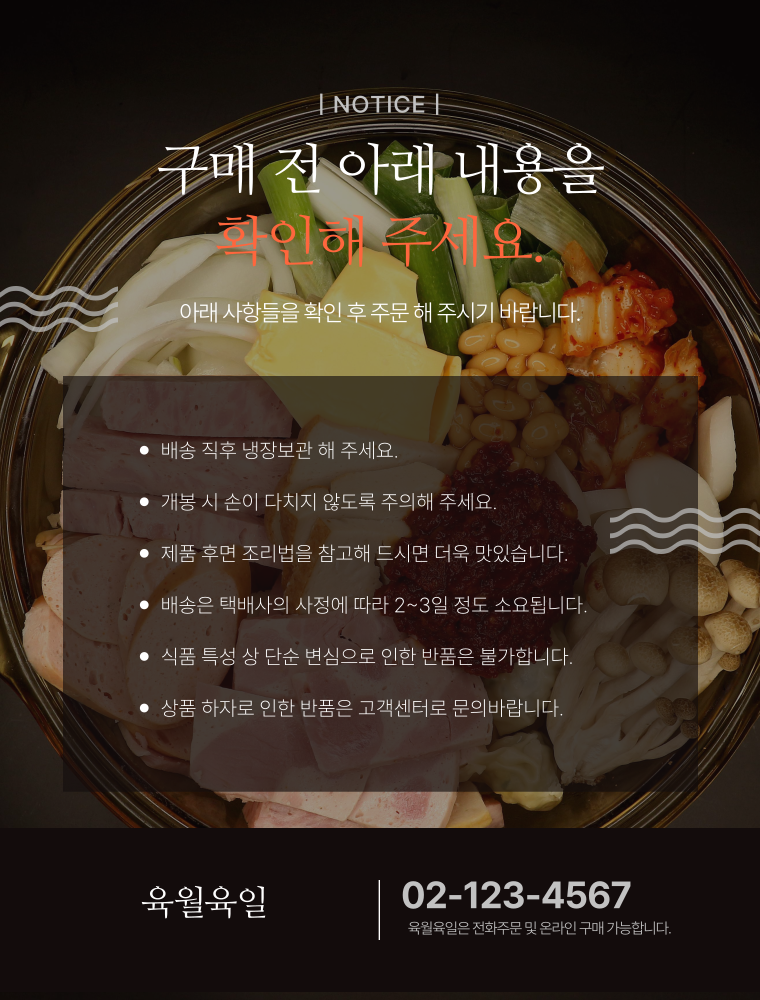 | NOTICE |
구매 전 아래 내용을
확인해 주세요.
아래 사항들을 확인 후 주문 해 주시기 바랍니다.
● 배송 직후 냉장보관 해 주세요.
● 개봉 시 손이 다치지 않도록 주의해 주세요.
● 제품 후면 조리법을 참고해 드시면 더욱 맛있습니다.
● 배송은 택배사의 사정에 따라 2~3일 정도 소요됩니다.
● 식품 특성 상 단순 변심으로 인한 반품은 불가합니다.
● 상품 하자로 인한 반품은 고객센터로 문의바랍니다.
육월육일
02-123-4567
육월육일은 전화주문 및 온라인 구매 가능합니다.